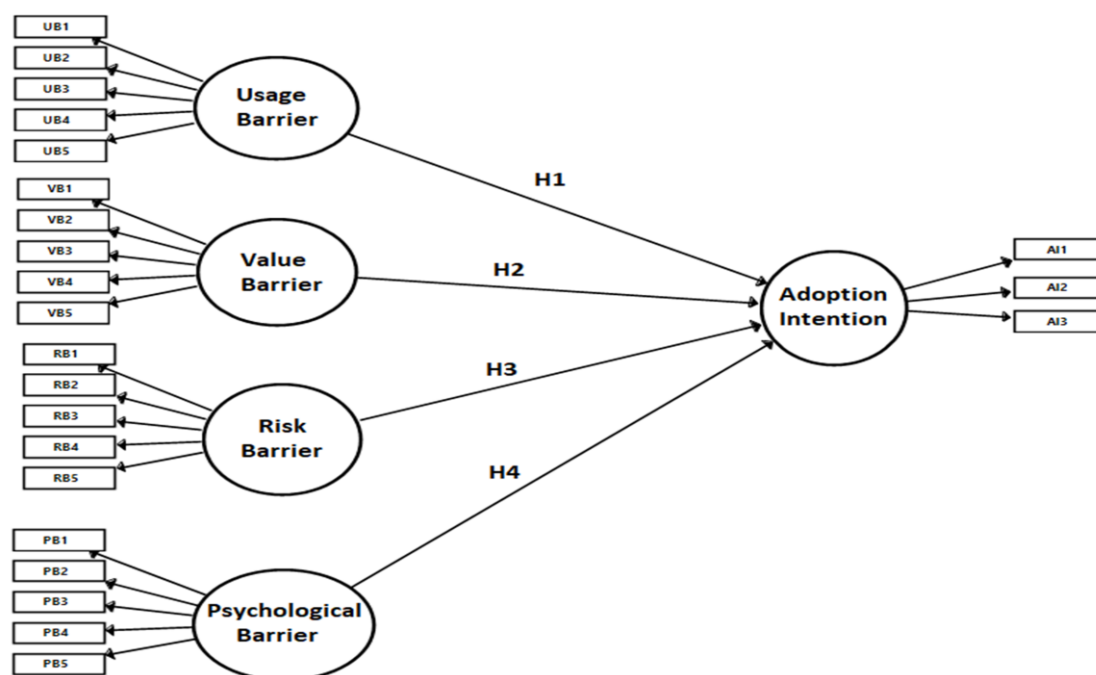 UB1
UB2
UB3
UB4
UB5
Usage
Barrier
H1
VB1
VB2
VB3
VB4
VB5
Value
Barrier
H2
RB1
RB2
RB3
RB4
RB5
Risk
Barrier
H3
PB1
PB2
PB3
PB4
PB5
Psychological
Barrier
H4
Adoption
Intention
AI1
AI2
AI3